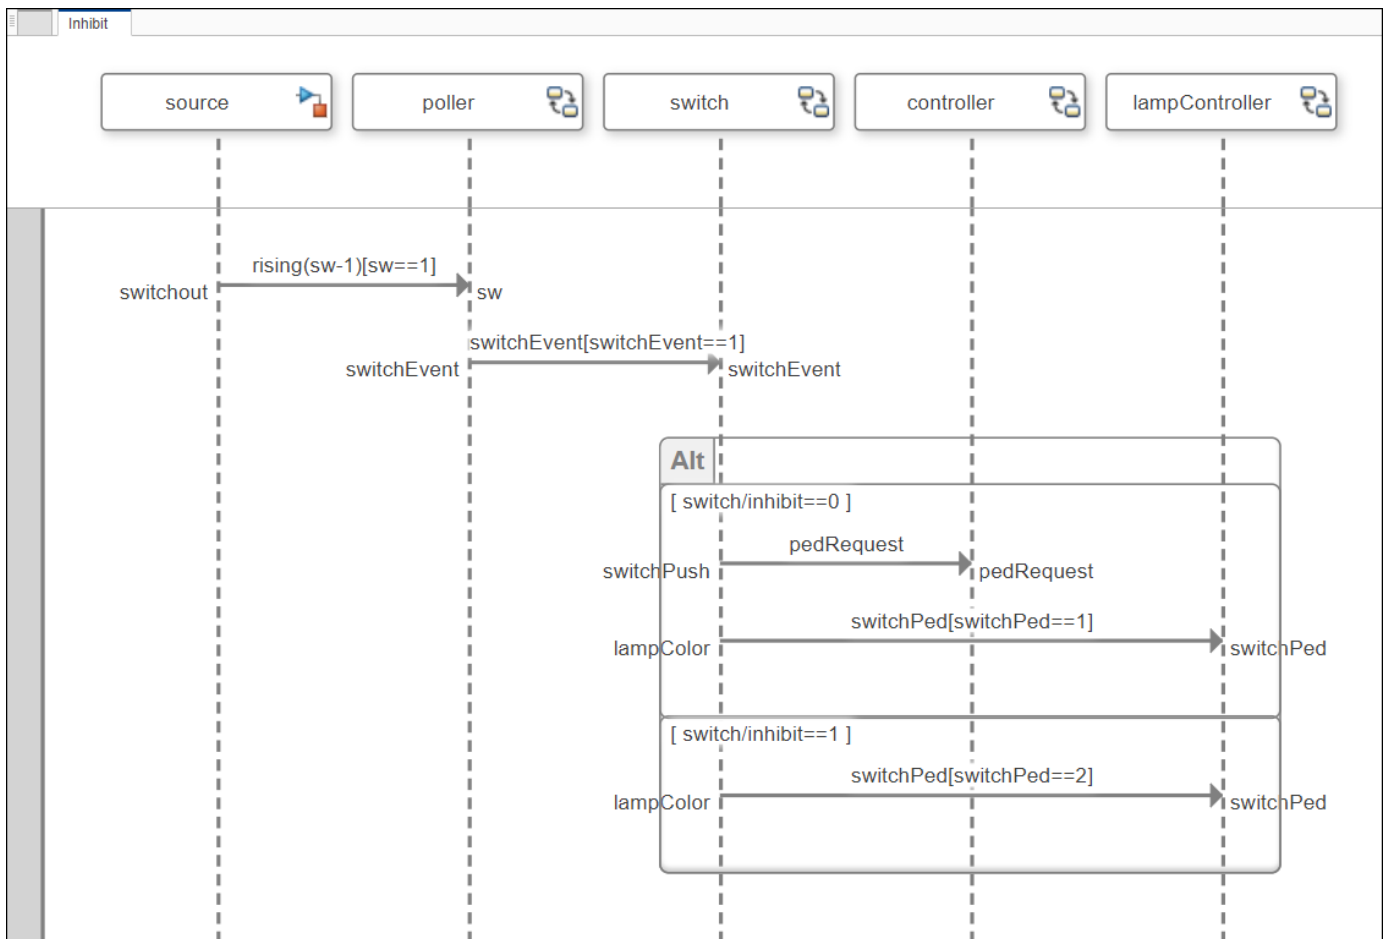 Inhibit
source
poller
switch
controller
lampController
rising(sw-1)[sw==1]
switchout
sw
switchEvent[switchEvent==1]
switchEvent
switchEvent
Alt
[ switch/inhibit==0 ]
pedRequest
switchPush
pedRequest
switchPed[switchPed==1]
lampColor
switchPed
[ switch/inhibit==1 ]
switchPed[switchPed==2]
lampColor
switchPed